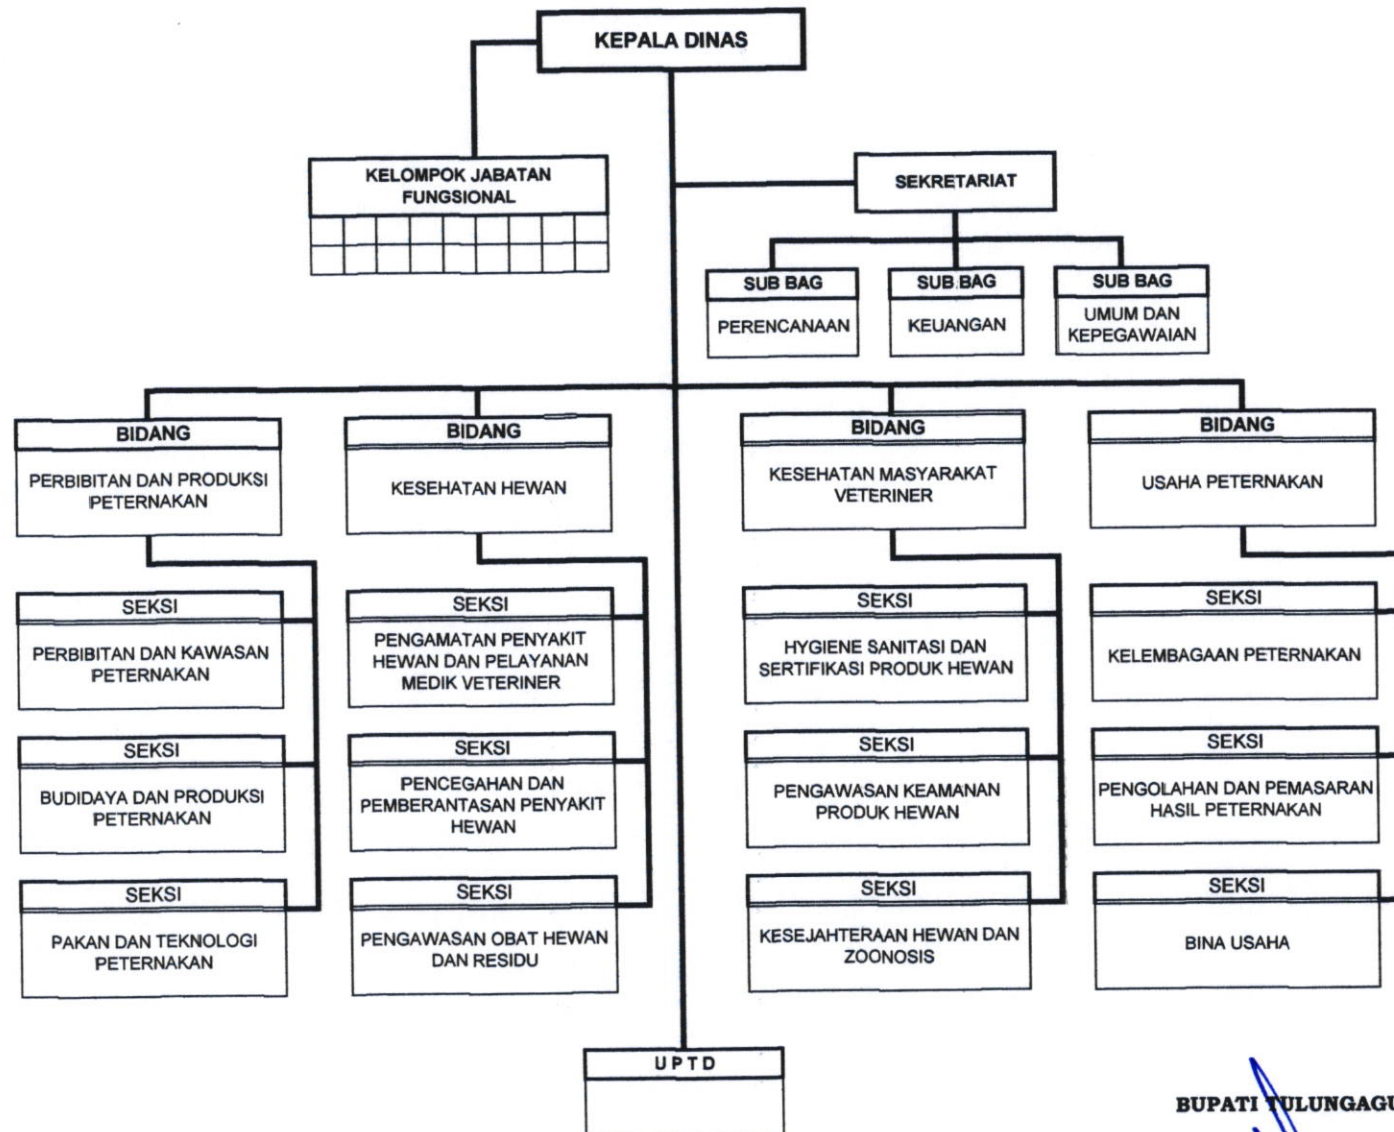 KEPALA DINAS
KELOMPOK JABATAN
FUNGSIONAL
SEKRETARIAT
SUB BAG
PERENCANAAN
SUB BAG
KEUANGAN
SUB BAG
UMUM DAN
KEPEGAWAIAN
BIDANG
PERBIBITAN DAN PRODUKSI
PETERNAKAN
SEKSI
PERBIBITAN DAN KAWASAN
PETERNAKAN
SEKSI
BUDIDAYA DAN PRODUKSI
PETERNAKAN
SEKSI
PAKAN DAN TEKNOLOGI
PETERNAKAN
BIDANG
KESEHATAN HEWAN
SEKSI
PENGAMATAN PENYAKIT
HEWAN DAN PELAYANAN
MEDIK VETERINER
SEKSI
PENCEGAHAN DAN
PEMBERANTASAN PENYAKIT
HEWAN
SEKSI
PENGAWASAN OBAT HEWAN
DAN RESIDU
BIDANG
KESEHATAN MASYARAKAT
VETERINER
SEKSI
HYGIENE SANITASI DAN
SERTIFIKASI PRODUK HEWAN
SEKSI
PENGAWASAN KEAMANAN
PRODUK HEWAN
SEKSI
KESEJAHTERAAN HEWAN DAN
ZOONOSIS
BIDANG
USAHA PETERNAKAN
SEKSI
KELEMBAGAAN PETERNAKAN
SEKSI
PENGOLAHAN DAN PEMASARAN
HASIL PETERNAKAN
SEKSI
BINA USAHA
U P T D
BUPATI TULUNGAGU